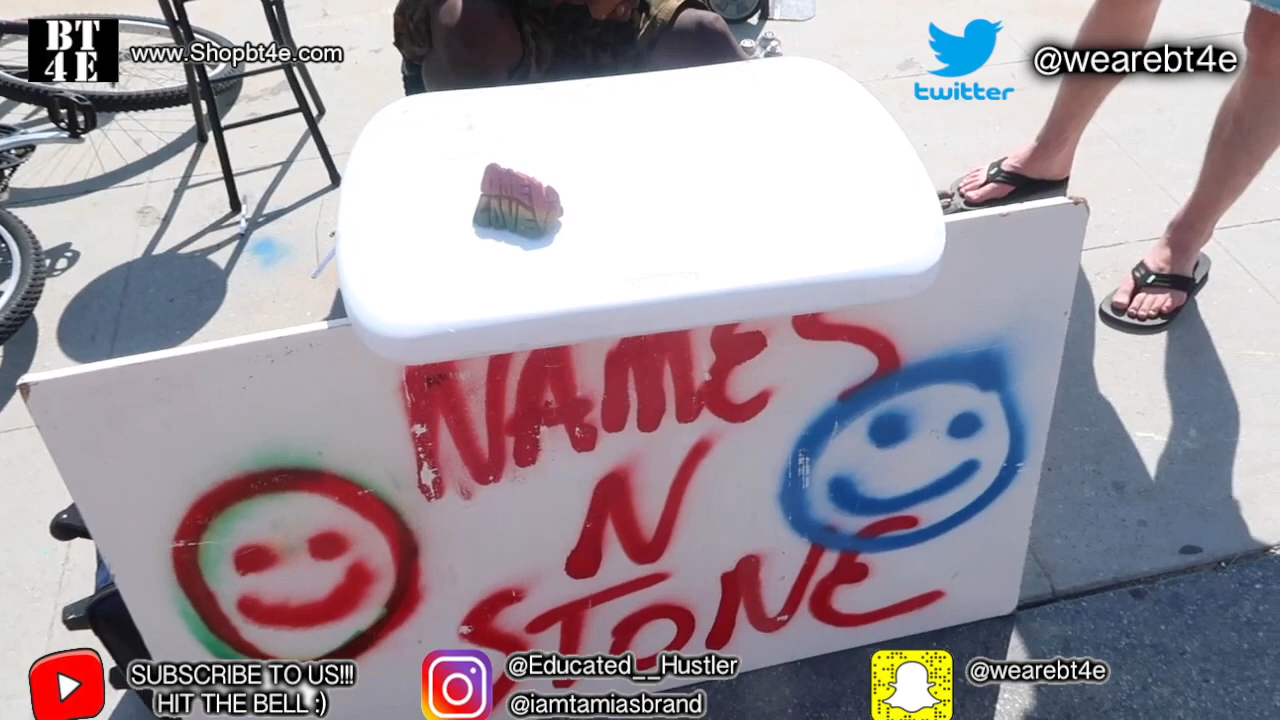 BT
4E
www.Shopbt4e.com
twitter
@wearebt4e
NAMES
N
STONE
SUBSCRIBE TO US!!!
HIT THE BELL :)
@Educated__Hustler
@iamtamiasbrand
@wearebt4e